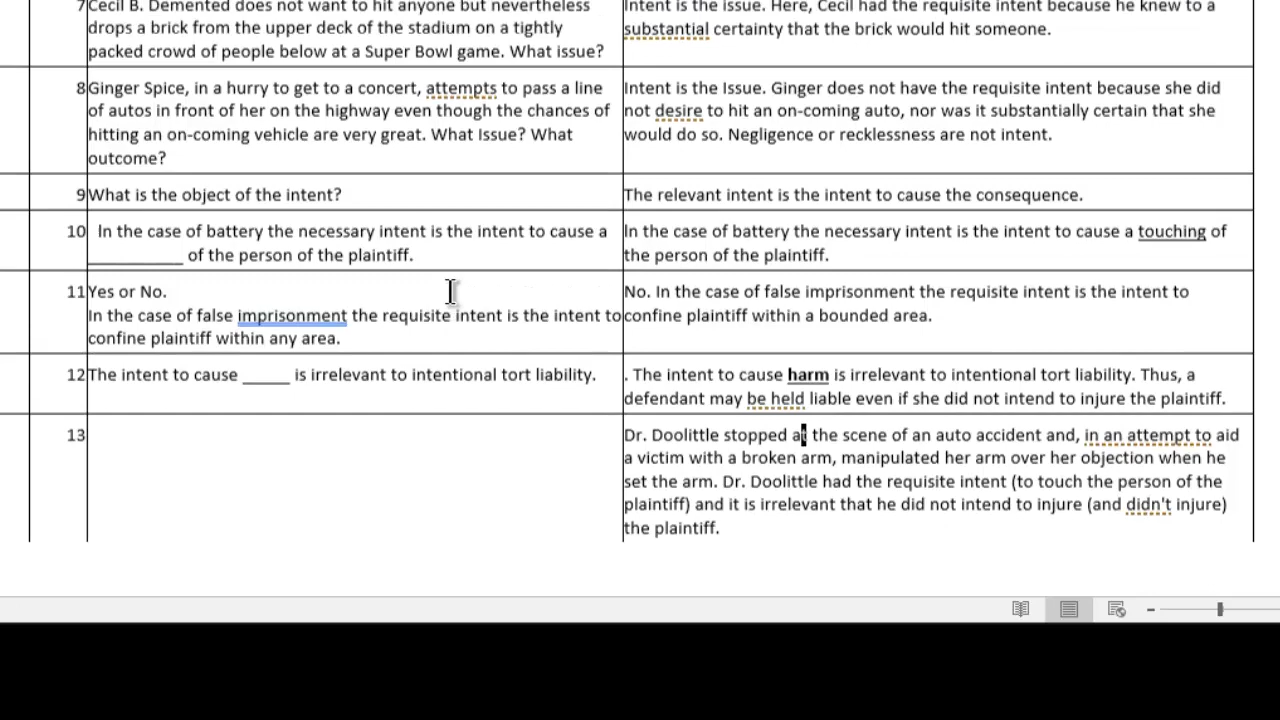 7 Cecil B. Demented does not want to hit anyone but nevertheless
drops a brick from the upper deck of the stadium on a tightly
packed crowd of people below at a Super Bowl game. What issue?
Intent is the issue. Here, Cecil had the requisite intent because he knew to a
substantial certainty that the brick would hit someone.
8 Ginger Spice, in a hurry to get to a concert, attempts to pass a line
of autos in front of her on the highway even though the chances of
hitting an on-coming vehicle are very great. What Issue? What
outcome?
Intent is the Issue. Ginger does not have the requisite intent because she did
not desire to hit an on-coming auto, nor was it substantially certain that she
would do so. Negligence or recklessness are not intent.
9 What is the object of the intent?
The relevant intent is the intent to cause the consequence.
10 In the case of battery the necessary intent is the intent to cause a
___________ of the person of the plaintiff.
In the case of battery the necessary intent is the intent to cause a touching of
the person of the plaintiff.
11 Yes or No.
In the case of false imprisonment the requisite intent is the intent to
confine plaintiff within any area.
No. In the case of false imprisonment the requisite intent is the intent to
confine plaintiff within a bounded area.
12 The intent to cause _____ is irrelevant to intentional tort liability.
. The intent to cause harm is irrelevant to intentional tort liability. Thus, a
defendant may be held liable even if she did not intend to injure the plaintiff.
13
Dr. Doolittle stopped at the scene of an auto accident and, in an attempt to aid
a victim with a broken arm, manipulated her arm over her objection when he
set the arm. Dr. Doolittle had the requisite intent (to touch the person of the
plaintiff) and it is irrelevant that he did not intend to injure (and didn't injure)
the plaintiff.